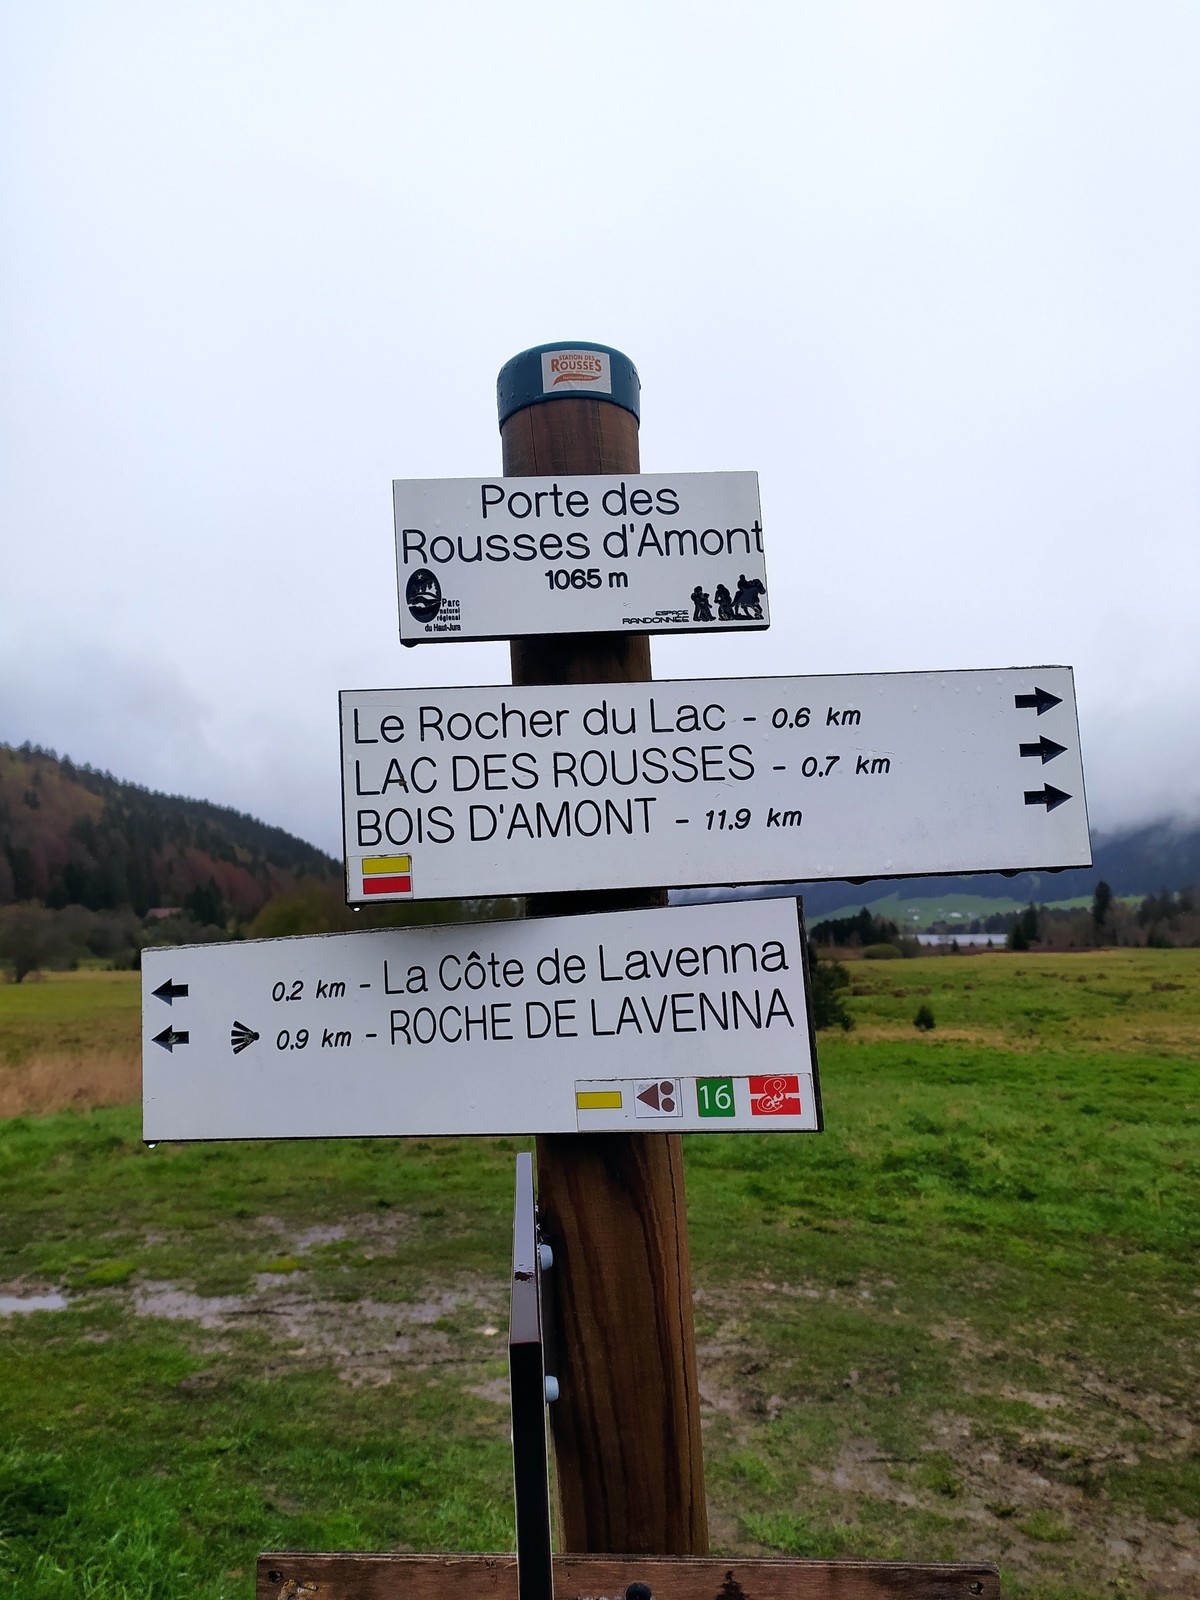 STATION DES
ROUSSES
Porte des
Rousses d'Amont
1065 m
Parc
naturel
régional
du Haut-Jura
ESPACE
RANDONNÉE
Le Rocher du Lac - 0.6 km
LAC DES ROUSSES - 0.7 km
BOIS D'AMONT - 11.9 km
0.2 km - La Côte de Lavenna
0.9 km - ROCHE DE LAVENNA
16